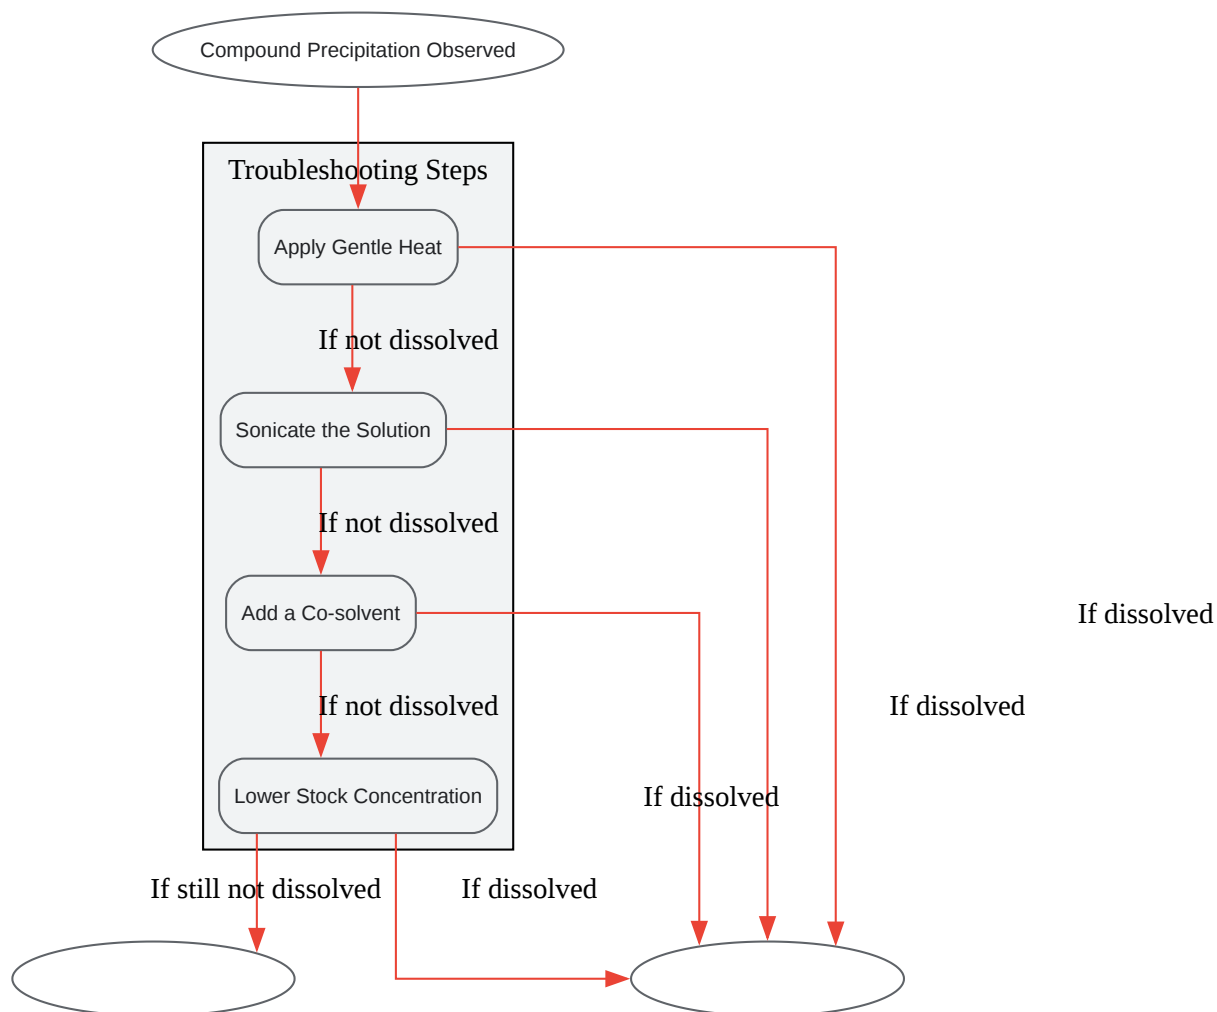 Compound Precipitation Observed
Troubleshooting Steps
Apply Gentle Heat
If not dissolved
Sonicate the Solution
If not dissolved
Add a Co-solvent
If dissolved
If not dissolved
If dissolved
Lower Stock Concentration
If dissolved
If still not dissolved
If dissolved